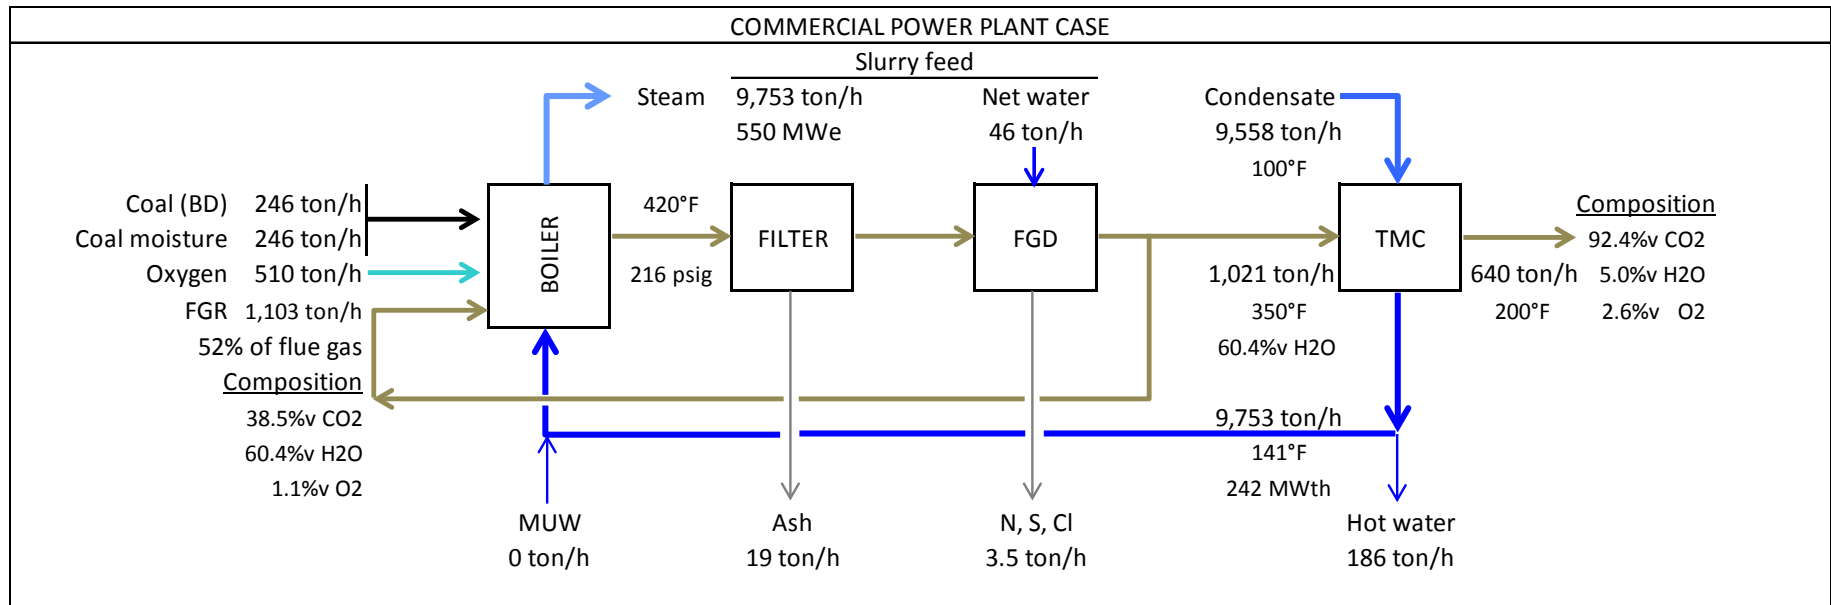 COMMERCIAL POWER PLANT CASE
Slurry feed
Steam 9,753 ton/h Net water Condensate
550 MWe 46 ton/h 9,558 ton/h
100°F
Coal (BD) 246 ton/h
Coal moisture 246 ton/h
Oxygen 510 ton/h
FGR 1,103 ton/h
52% of flue gas
Composition
38.5%v CO2
60.4%v H2O
1.1%v O2
BOILER
420°F
216 psig
FILTER
FGD
TMC
1,021 ton/h
350°F
60.4%v H2O
640 ton/h
200°F
Composition
92.4%v CO2
5.0%v H2O
2.6%v O2
9,753 ton/h
141°F
242 MWth
MUW Ash N, S, Cl Hot water
0 ton/h 19 ton/h 3.5 ton/h 186 ton/h